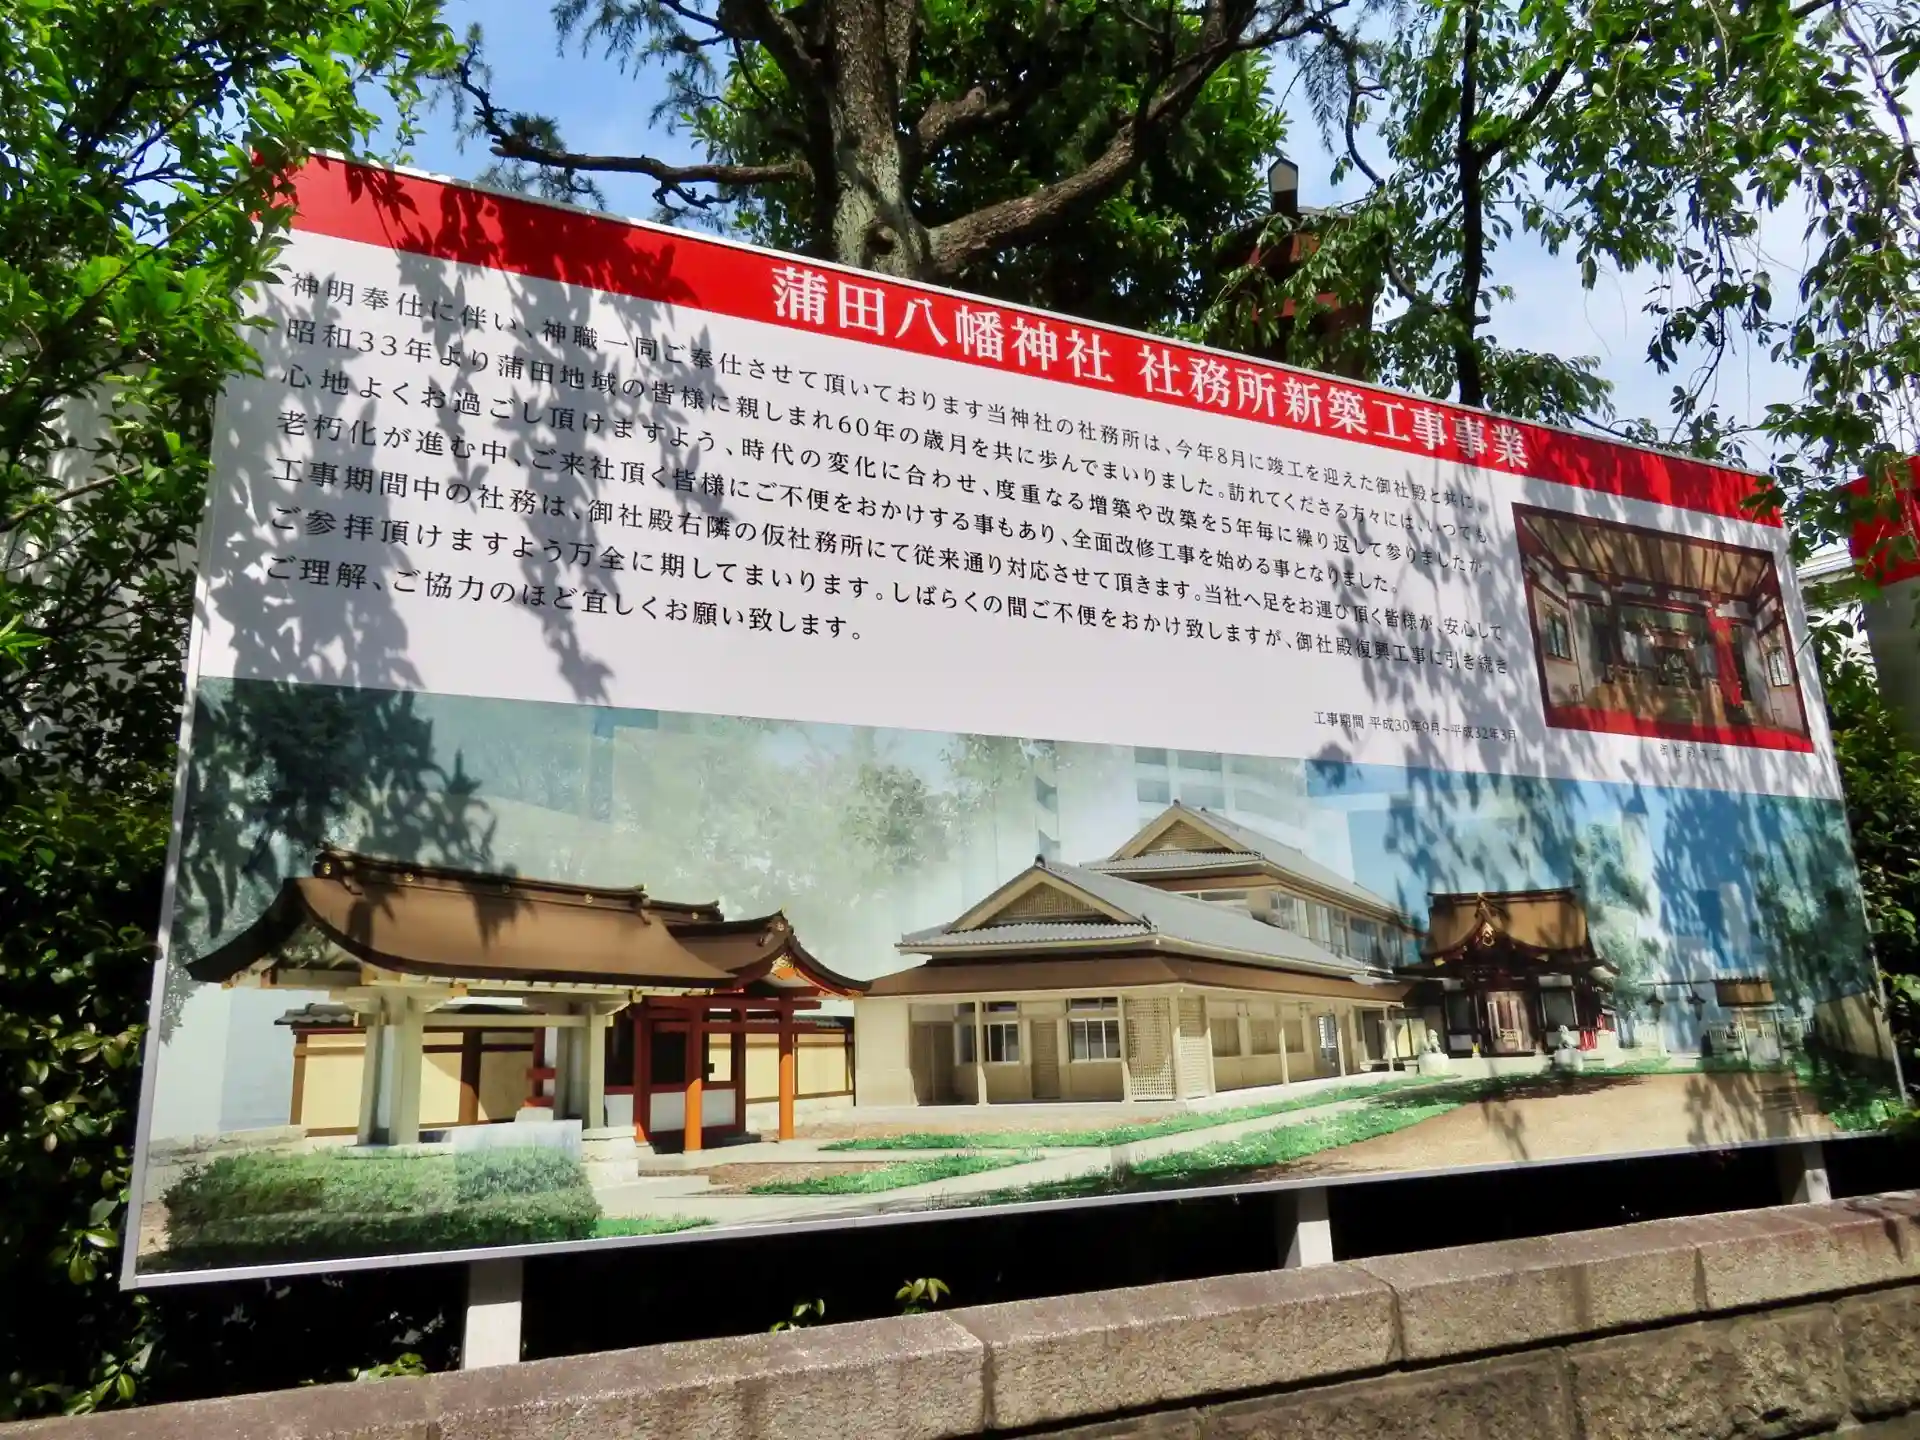 蒲田八幡神社 社務所新築工事事業
神明奉仕に伴い、神職一同ご奉仕させて頂いております当神社の社務所は、今年8月に竣工を迎えた御社殿と共に、
昭和33年より蒲田地域の皆様に親しまれ60年の歳月を共に歩んでまいりました。訪れてくださる方々には、いつでも
心地よくお過ごし頂けますよう、時代の変化に合わせ、度重なる増築や改築を5年毎に繰り返して参りましたが、
老朽化が進む中、ご来社頂く皆様にご不便をおかけする事もあり、全面改修工事を始める事となりました。
工事期間中の社務は、御社殿右隣の仮社務所にて従来通り対応させて頂きます。当社へ足をお運び頂く皆様が、安心して
ご参拝頂けますよう万全に期してまいります。しばらくの間ご不便をおかけ致しますが、御社殿復興工事に引き続き
ご理解、ご協力のほど宜しくお願い致します。
工事期間 平成30年9月~平成32年3月